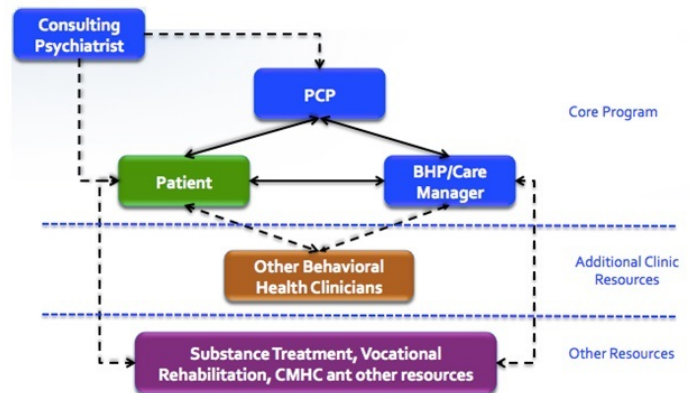 Consulting
Psychiatrist
PCP
Core Program
Patient
BHP/Care
Manager
Other Behavioral
Health Clinicians
Additional Clinic
Resources
Substance Treatment, Vocational
Rehabilitation, CMHC ant other resources
Other Resources